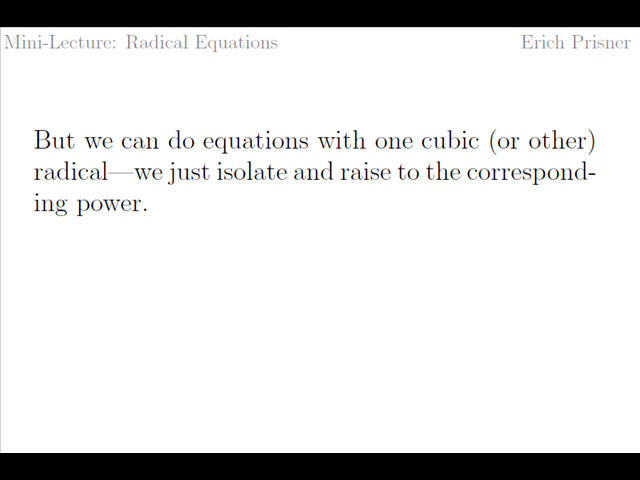 Mini-Lecture: Radical Equations Erich Prisner
But we can do equations with one cubic (or other)
radical—we just isolate and raise to the correspond-
ing power.